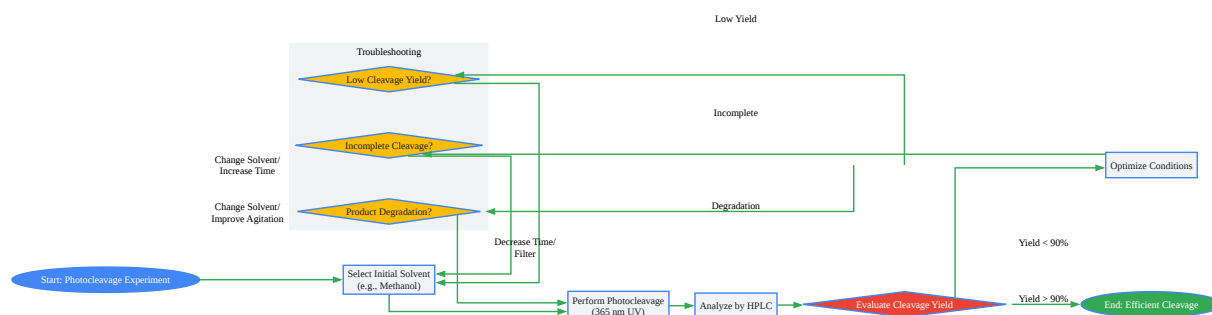 Low Yield
Troubleshooting
Low Cleavage Yield?
Incomplete
Incomplete Cleavage?
Change Solvent/
Increase Time
Optimize Conditions
Change Solvent/
Improve Agitation
Product Degradation?
Degradation
Decrease Time/
Filter
Yield < 90%
Start: Photocleavage Experiment
Select Initial Solvent
(e.g., Methanol)
Perform Photocleavage
(365 nm UV)
Analyze by HPLC
Evaluate Cleavage Yield
Yield > 90%
End: Efficient Cleavage